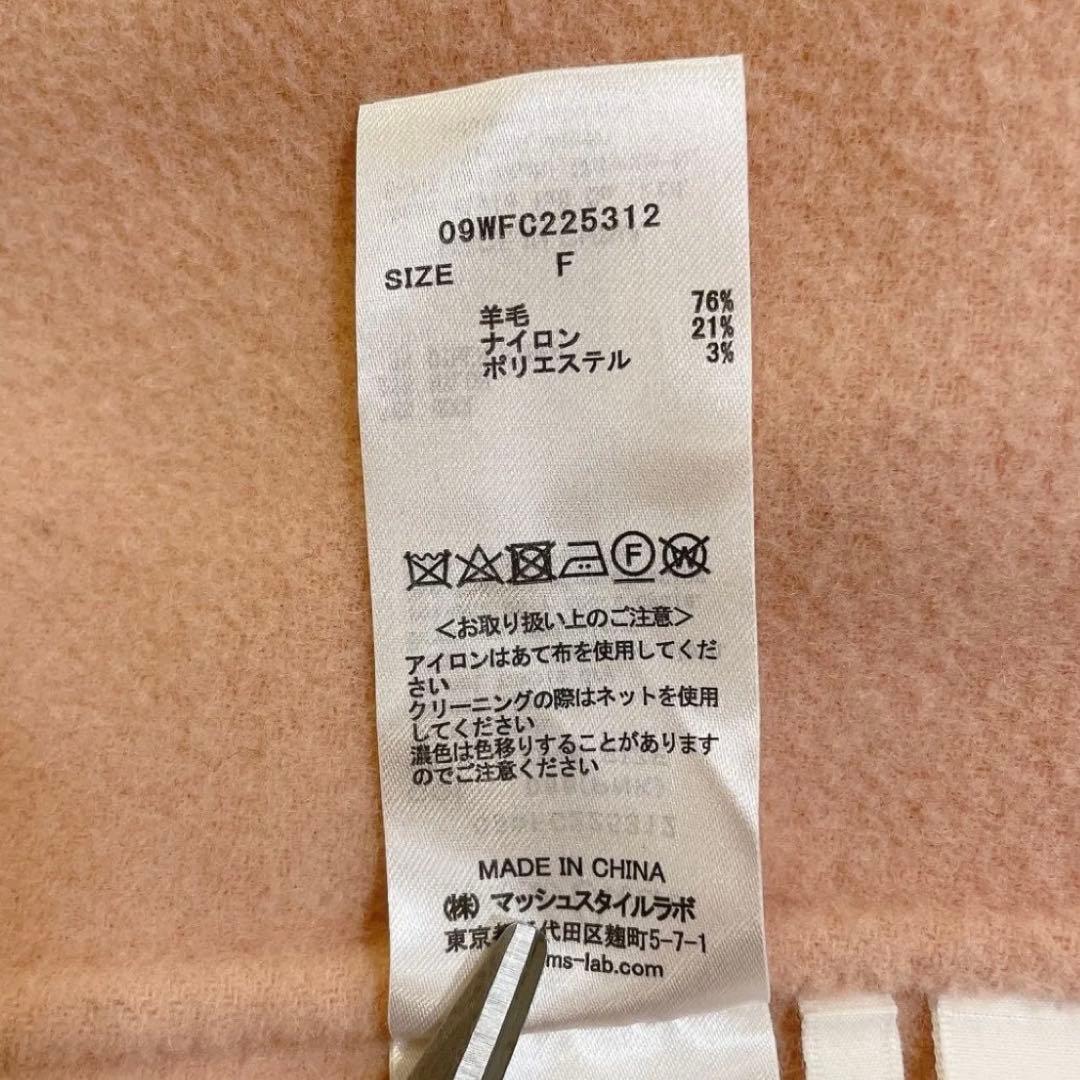 09WFC225312
SIZE F
羊毛 76%
ナイロン 21%
ポリエステル 3%
F W
＜お取り扱い上のご注意＞
アイロンはあて布を使用してくだ
さい
クリーニングの際はネットを使用
してください
濃色は色移りすることがあります
のでご注意ください
MADE IN CHINA
(株) マッシュスタイルラボ
東京 代田区麹町5-7-1
ms-lab.com